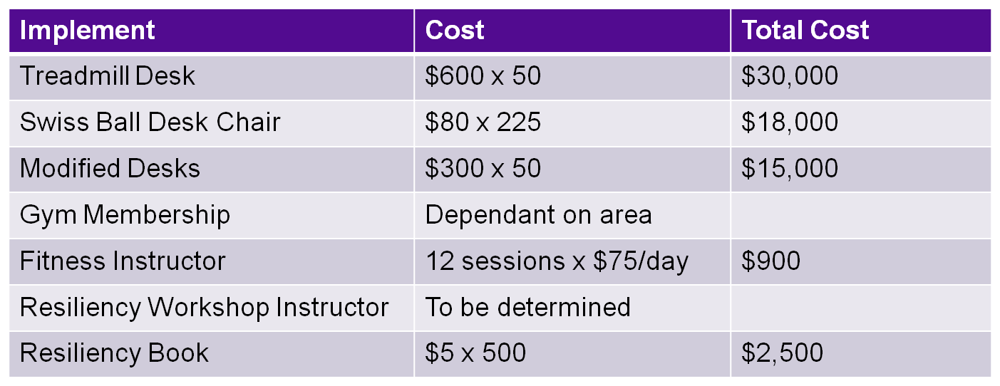 Implement Cost Total Cost
Treadmill Desk $600 x 50 $30,000
Swiss Ball Desk Chair $80 x 225 $18,000
Modified Desks $300 x 50 $15,000
Gym Membership Dependant on area
Fitness Instructor 12 sessions x $75/day $900
Resiliency Workshop Instructor To be determined
Resiliency Book $5 x 500 $2,500